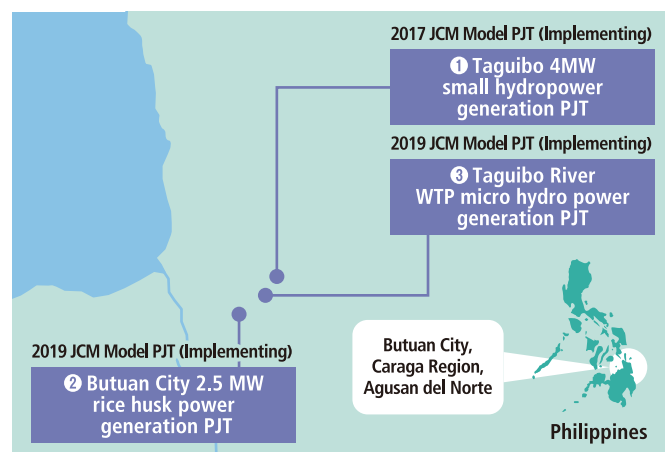 2017 JCM Model PJT (Implementing)
❶ Taguibo 4MW
small hydropower
generation PJT
2019 JCM Model PJT (Implementing)
❸ Taguibo River
WTP micro hydro power
generation PJT
2019 JCM Model PJT (Implementing)
❷ Butuan City 2.5 MW
rice husk power
generation PJT
Butuan City,
Caraga Region,
Agusan del Norte
Philippines